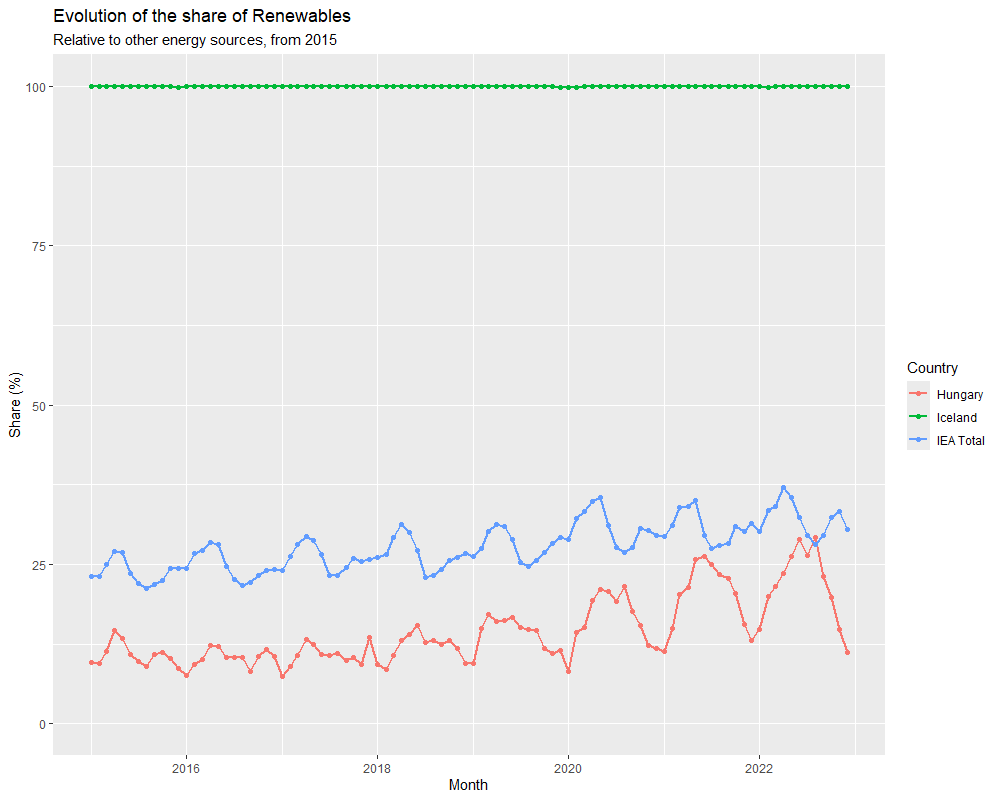 Evolution of the share of Renewables
Relative to other energy sources, from 2015
100
75
50
25
0
Share (%)
2016 2018 2020 2022
Month
Country
Hungary
Iceland
IEA Total